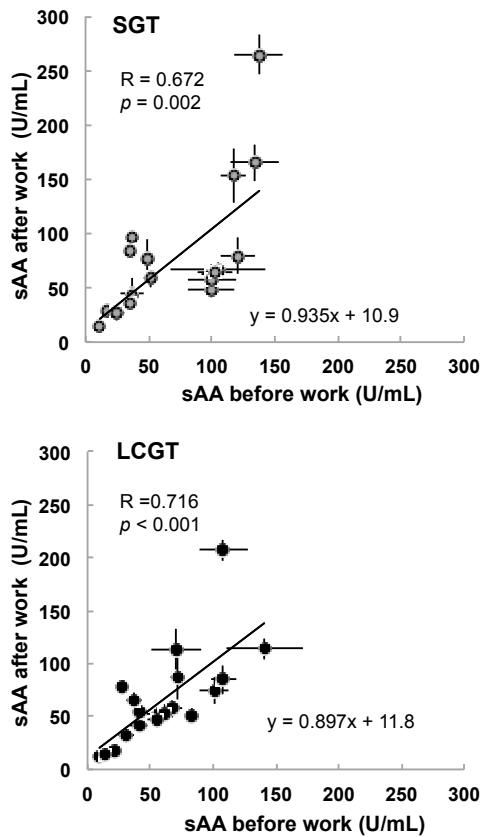 SGT
300
250
200
150
100
50
0
sAA after work (U/mL)
R = 0.672
p = 0.002
y = 0.935x + 10.9
0 50 100 150 200 250 300
sAA before work (U/mL)
LCGT
300
250
200
150
100
50
0
sAA after work (U/mL)
R =0.716
p < 0.001
y = 0.897x + 11.8
0 50 100 150 200 250 300
sAA before work (U/mL)